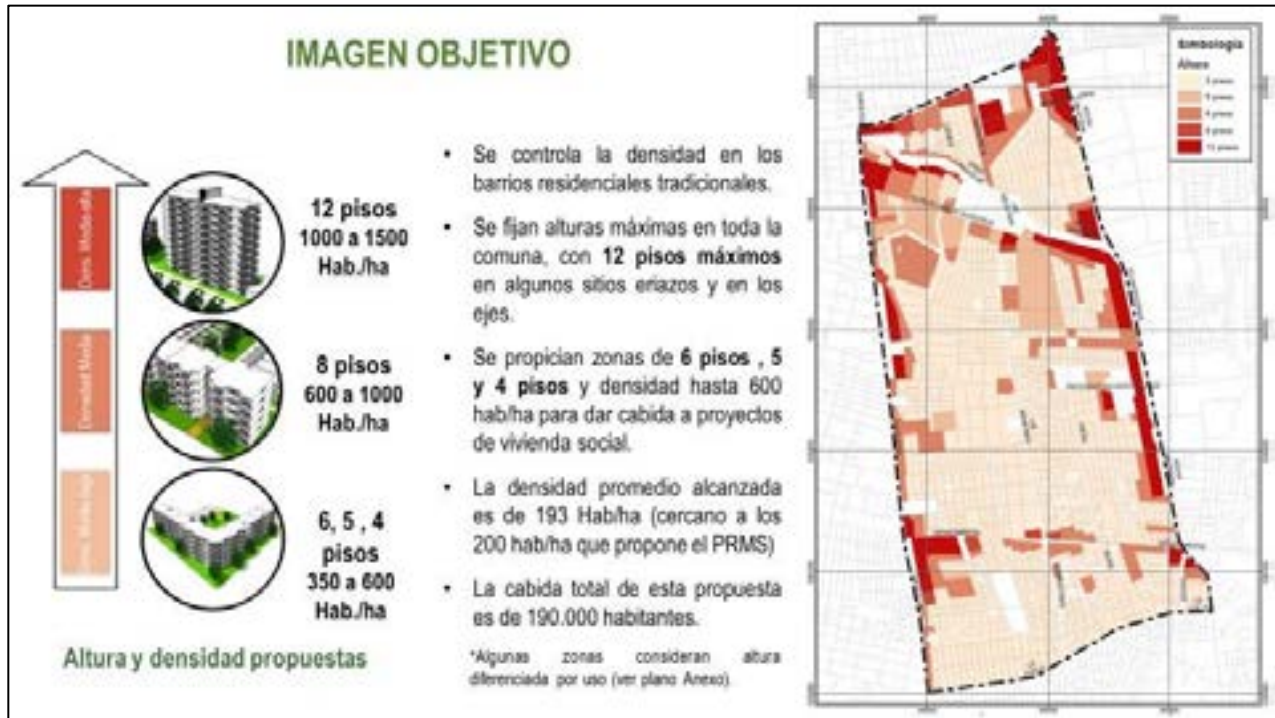 IMAGEN OBJETIVO
12 pisos
1000 a 1500
Hab./ha
8 pisos
600 a 1000
Hab./ha
6, 5 , 4
pisos
350 a 600
Hab./ha
Altura y densidad propuestas
• Se controla la densidad en los
barrios residenciales tradicionales.
• Se fijan alturas máximas en toda la
comuna, con 12 pisos máximos
en algunos sitios eriazos y en los
ejes.
• Se propician zonas de 6 pisos , 5
y 4 pisos y densidad hasta 600
hab/ha para dar cabida a proyectos
de vivienda social.
• La densidad promedio alcanzada
es de 193 Hab/ha (cercano a los
200 hab/ha que propone el PRMS)
• La cabida total de esta propuesta
es de 190.000 habitantes.
*Algunas zonas consideran altura
diferenciada por uso (ver plano Anexo)
Simbología
Altura